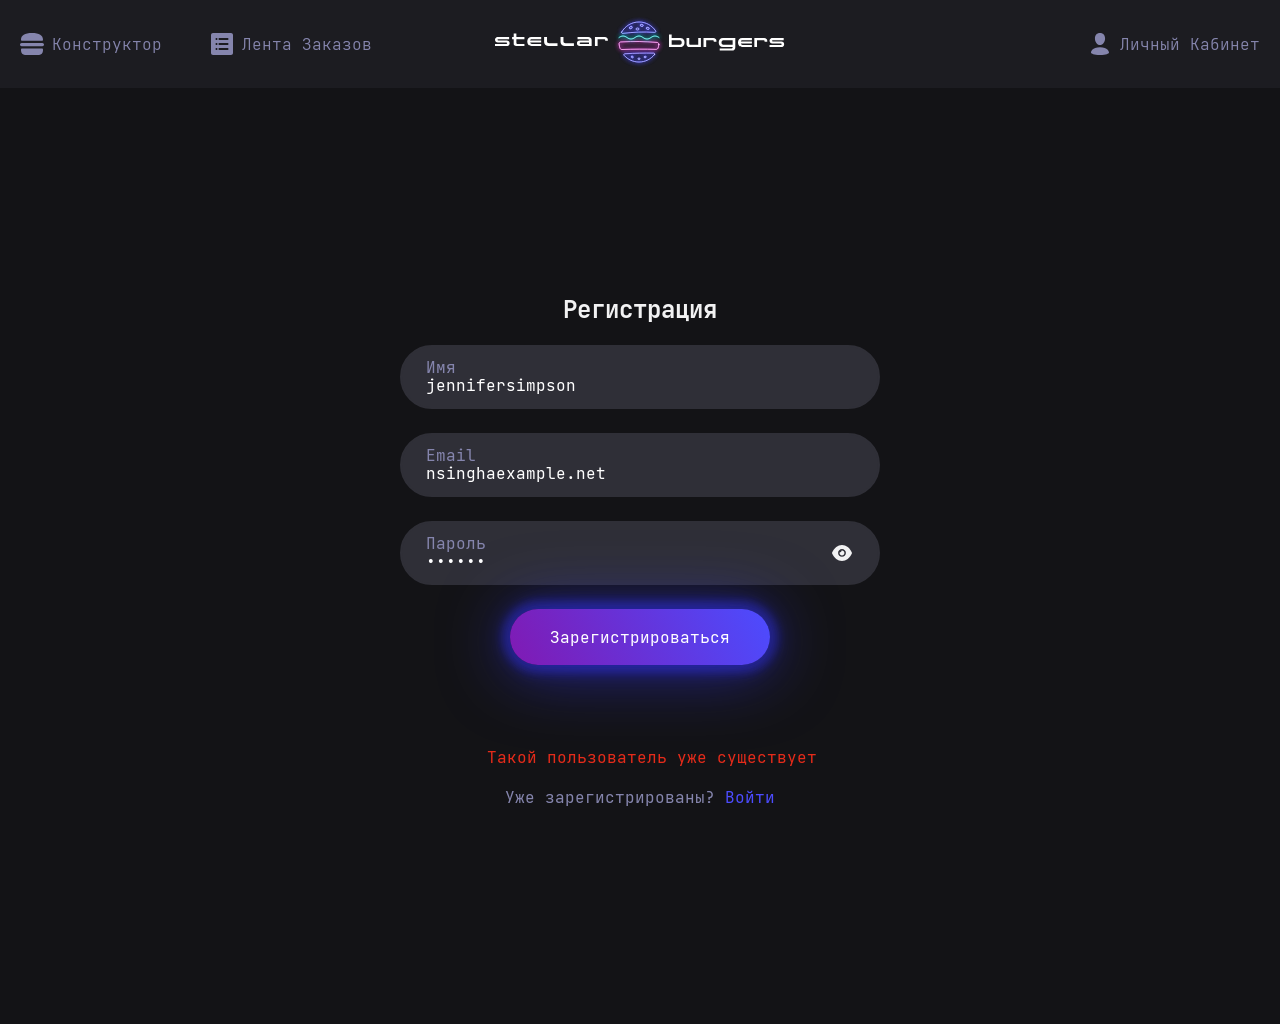 Конструктор
Лента Заказов
stellar burgers
Личный Кабинет
Регистрация
Имя
jennifersimpson
Email
nsinghaexample.net
Пароль
••••••
Зарегистрироваться
Такой пользователь уже существует
Уже зарегистрированы? Войти